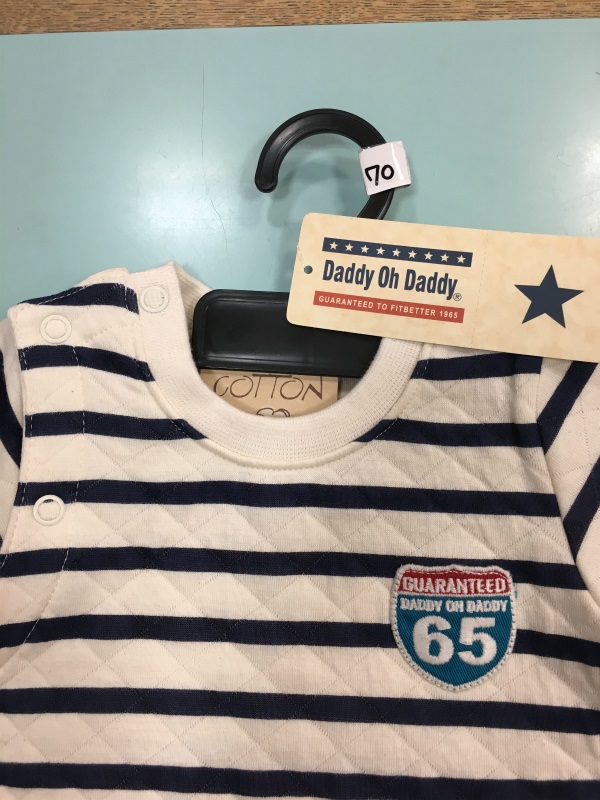 70
Daddy Oh Daddy®
GUARANTEED TO FITBETTER 1965
COTTON
GUARANTEED
DADDY OH DADDY
65